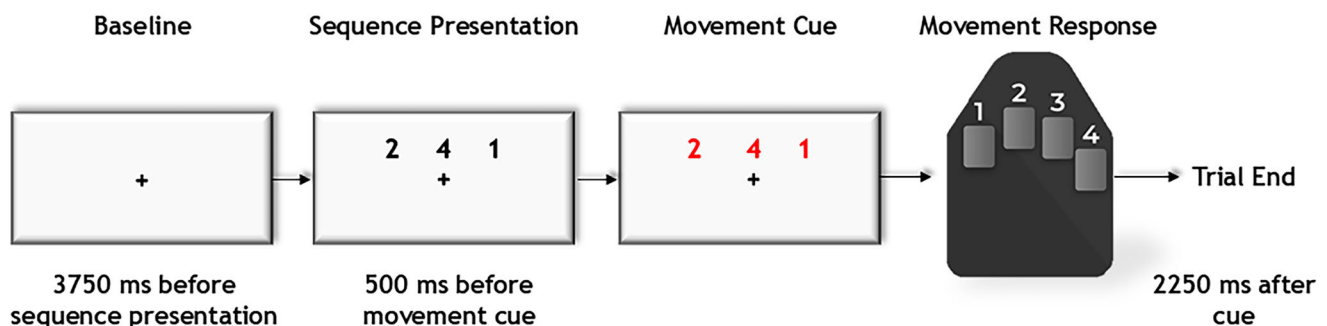 Baseline
Sequence Presentation
Movement Cue
Movement Response
+
2 4 1
+
2 4 1
+
1
2
3
4
Trial End
3750 ms before
sequence presentation
500 ms before
movement cue
2250 ms after
cue